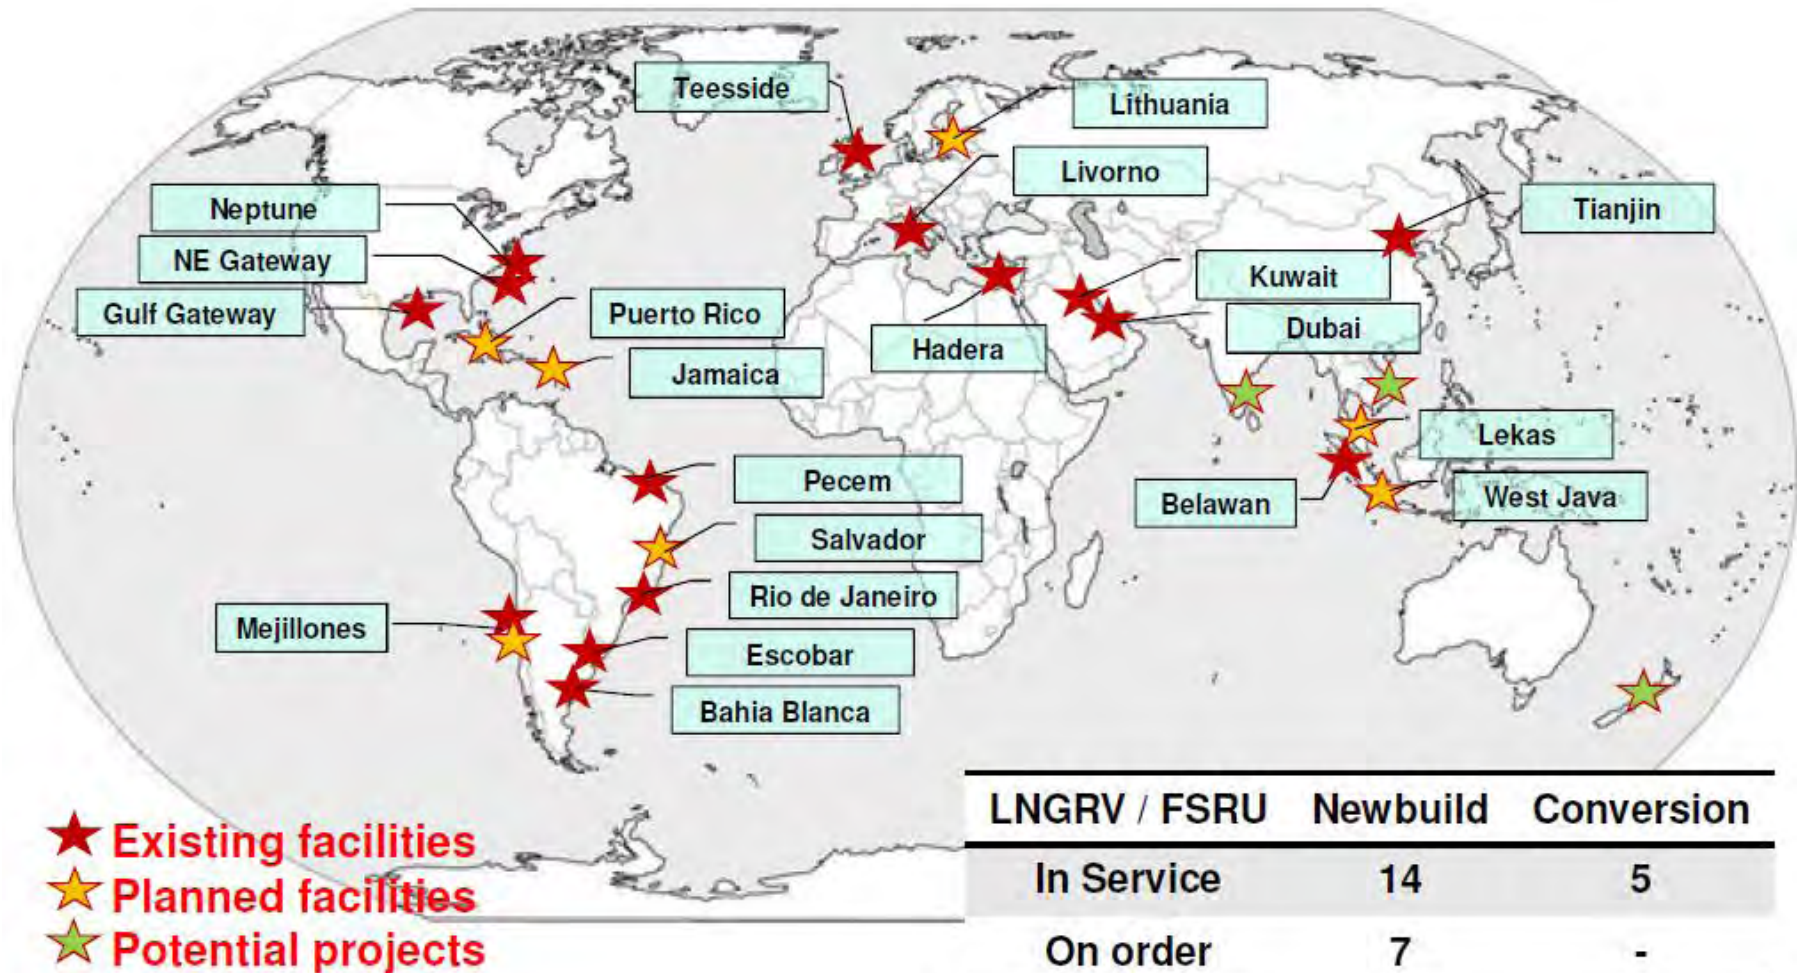 Teesside
Lithuania
Livorno
Neptune
Tianjin
NE Gateway
Kuwait
Gulf Gateway
Puerto Rico
Dubai
Hadera
Jamaica
Lekas
Pecem
Belawan
West Java
Salvador
Rio de Janeiro
Mejillones
Escobar
Bahia Blanca
LNGRV / FSRU Newbuild Conversion
In Service 14 5
On order 7 -
Existing facilities
Planned facilities
Potential projects